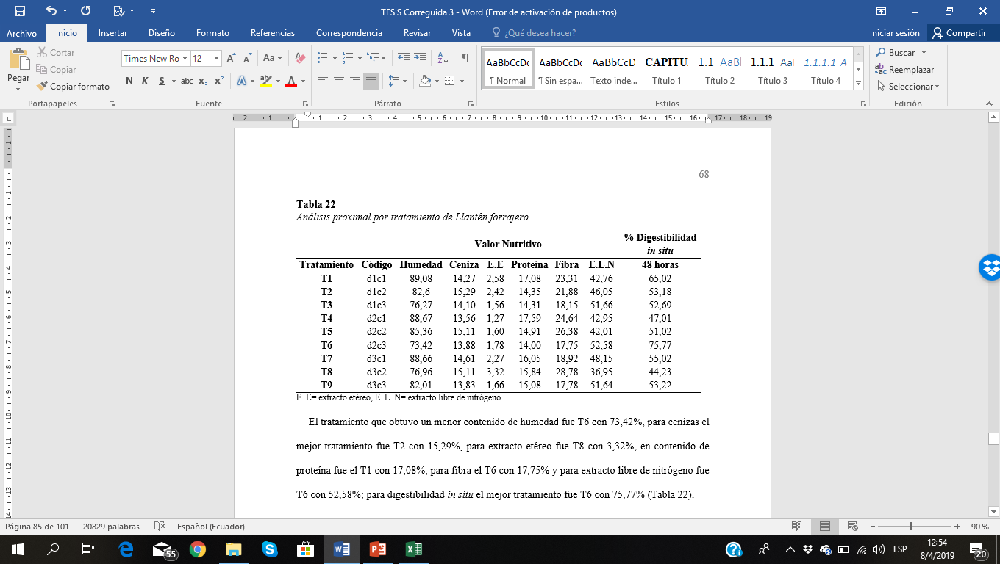 TESIS Correguida 3 - Word (Error de activación de productos)
Archivo Inicio Insertar Diseño Formato Referencias Correspondencia Revisar Vista ¿Qué desea hacer? Iniciar sesión Compartir
Pegar
Cortar
Copiar
Copiar formato
Portapapeles
Times New Ro 12
N K S abc x₂ x²
Fuente
Párrafo
AaBbCcDc AaBbCcDc AaBbCcD CAPITU 1.1 AaBl 1.1.1 Aa 1.1.1.1 A
¶ Normal ¶ Sin espa... Texto inde... Título 1 Título 2 Título 3 Título 4
Estilos
Buscar
Reemplazar
Seleccionar
Edición
68
Tabla 22
Análisis proximal por tratamiento de Llantén forrajero.
Valor Nutritivo % Digestibilidad
in situ
Tratamiento Código Humedad Ceniza E.E Proteína Fibra E.L.N 48 horas
T1 d1c1 89,08 14,27 2,58 17,08 23,31 42,76 65,02
T2 d1c2 82,6 15,29 2,42 14,35 21,88 46,05 53,18
T3 d1c3 76,27 14,10 1,56 14,31 18,15 51,66 52,69
T4 d2c1 88,67 13,56 1,27 17,59 24,64 42,95 47,01
T5 d2c2 85,36 15,11 1,60 14,91 26,38 42,01 51,02
T6 d2c3 73,42 13,88 1,78 14,00 17,75 52,58 75,77
T7 d3c1 88,66 14,61 2,27 16,05 18,92 48,15 55,02
T8 d3c2 76,96 15,11 3,32 15,84 28,78 36,95 44,23
T9 d3c3 82,01 13,83 1,66 15,08 17,78 51,64 53,22
E. E= extracto etéreo, E. L. N= extracto libre de nitrógeno
El tratamiento que obtuvo un menor contenido de humedad fue T6 con 73,42%, para cenizas el
mejor tratamiento fue T2 con 15,29%, para extracto etéreo fue T8 con 3,32%, en contenido de
proteína fue el T1 con 17,08%, para fibra el T6 con 17,75% y para extracto libre de nitrógeno fue
T6 con 52,58%; para digestibilidad in situ el mejor tratamiento fue T6 con 75,77% (Tabla 22).
Página 85 de 101 20829 palabras Español (Ecuador) 90 %
55
ESP
12:54
8/4/2019
20